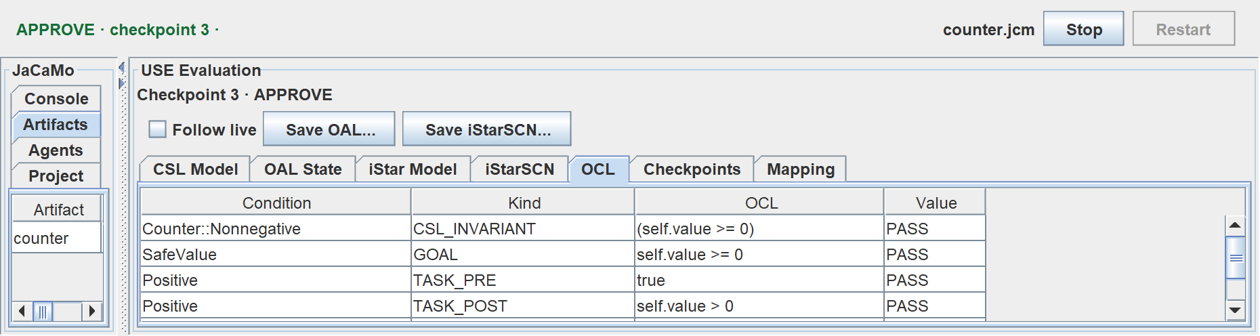 APPROVE · checkpoint 3 ·
counter.jcm Stop Restart
JaCaMo
Console
Artifacts
Agents
Project
Artifact
counter
USE Evaluation
Checkpoint 3 · APPROVE
Follow live Save OAL... Save iStarSCN...
CSL Model OAL State iStar Model iStarSCN OCL Checkpoints Mapping
Condition Kind OCL Value
Counter::Nonnegative CSL_INVARIANT (self.value >= 0) PASS
SafeValue GOAL self.value >= 0 PASS
Positive TASK_PRE true PASS
Positive TASK_POST self.value > 0 PASS